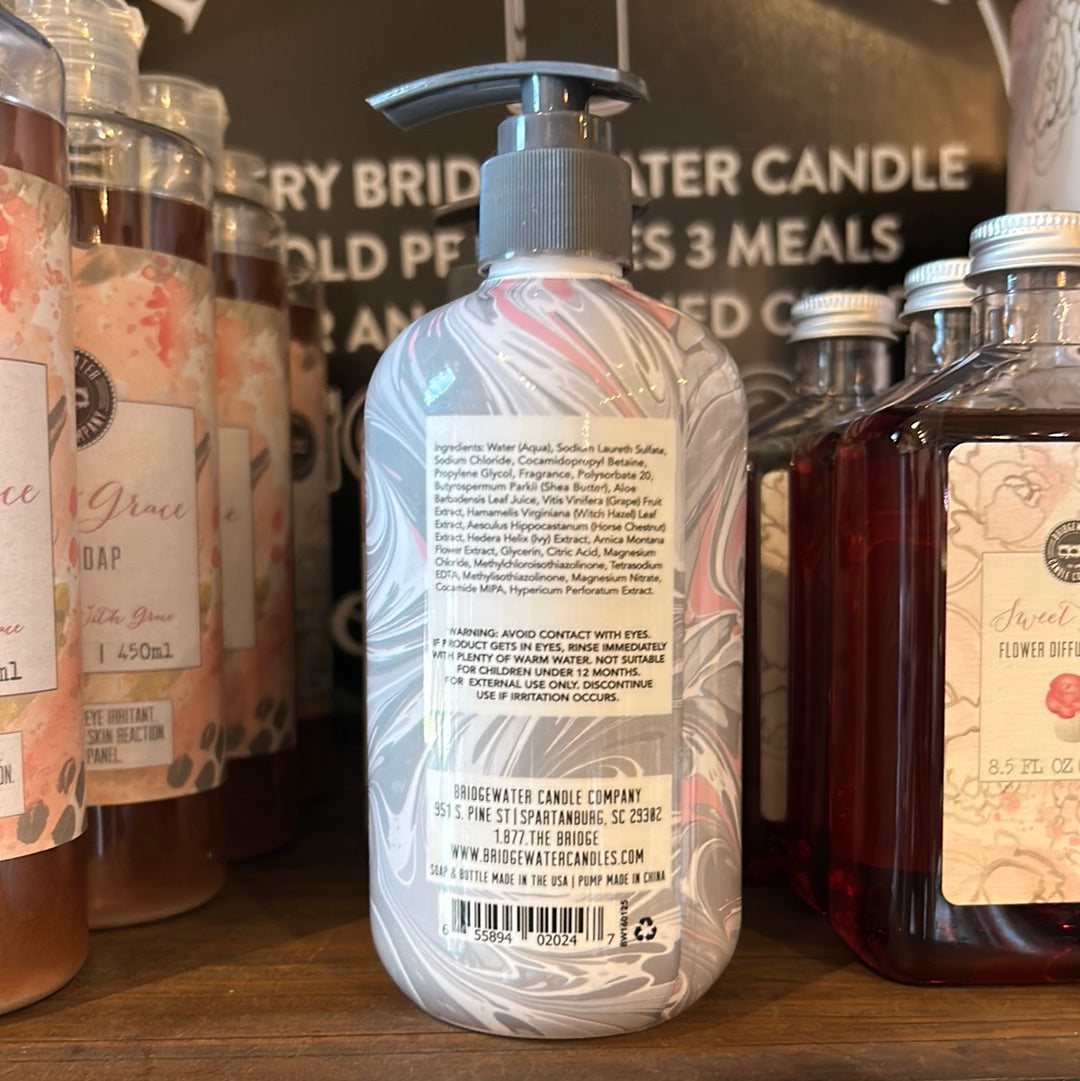 RY BRID WATER CANDLE
OLD P ES 3 MEALS
AN ED
Ingredients: Water (Aqua), Sodium Laureth Sulfate,
Sodium Chloride, Cocamidopropyl Betaine,
Propylene Glycol, Fragrance, Polysorbate 20,
Butyrospermum Parkii (Shea Butter), Aloe
Barbadensis Leaf Juice, Vitis Vinifera (Grape) Fruit
Extract, Hamamelis Virginiana (Witch Hazel) Leaf
Extract, Aesculus Hippocastanum (Horse Chestnut)
Extract, Hedera Helix (Ivy) Extract, Arnica Montana
Flower Extract, Glycerin, Citric Acid, Magnesium
Chloride, Methylchloroisothiazolinone, Tetrasodium
EDTA, Methylisothiazolinone, Magnesium Nitrate,
Cocamide MIPA, Hypericum Perforatum Extract.
WARNING: AVOID CONTACT WITH EYES.
IF PRODUCT GETS IN EYES, RINSE IMMEDIATELY
WITH PLENTY OF WARM WATER. NOT SUITABLE
FOR CHILDREN UNDER 12 MONTHS.
FOR EXTERNAL USE ONLY. DISCONTINUE
USE IF IRRITATION OCCURS.
BRIDGEWATER CANDLE COMPANY
951 S. PINE ST | SPARTANBURG, SC 29302
1.877.THE BRIDGE
WWW.BRIDGEWATERCANDLES.COM
SOAP & BOTTLE MADE IN THE USA | PUMP MADE IN CHINA
6 55894 02024 7
BW160125
Grace
OAP
With Grace
| 450ml
EYE IRRITANT.
SKIN REACTION
PANEL.
Sweet
FLOWER DIFFU
8.5 FL OZ